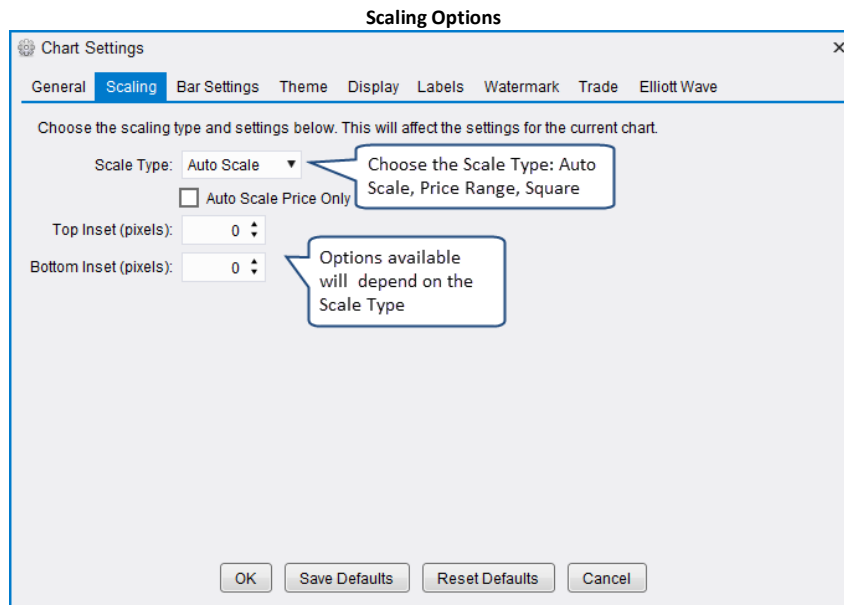 Scaling Options
Chart Settings
General Scaling Bar Settings Theme Display Labels Watermark Trade Elliott Wave
Choose the scaling type and settings below. This will affect the settings for the current chart.
Scale Type: Auto Scale
Choose the Scale Type: Auto
Scale, Price Range, Square
Auto Scale Price Only
Top Inset (pixels): 0
Bottom Inset (pixels): 0
Options available
will depend on the
Scale Type
OK Save Defaults Reset Defaults Cancel